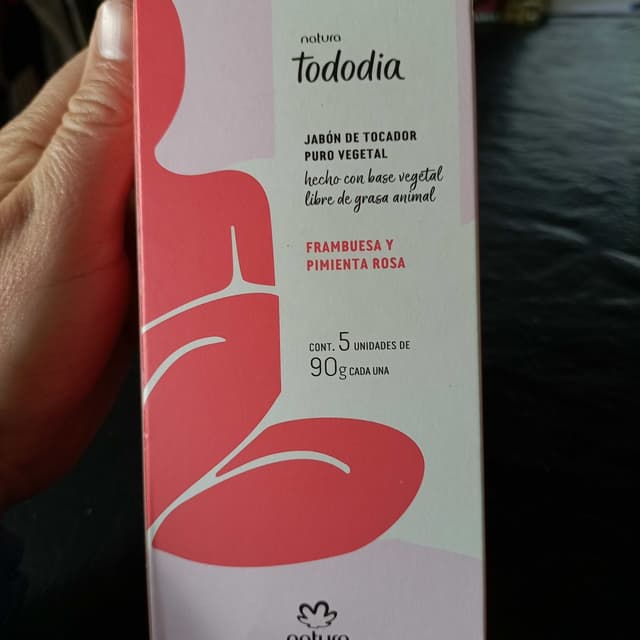 natura
tododia
JABÓN DE TOCADOR
PURO VEGETAL
hecho con base vegetal
libre de grasa animal
FRAMBUESA Y
PIMIENTA ROSA
CONT. 5 UNIDADES DE
90g CADA UNA
natura